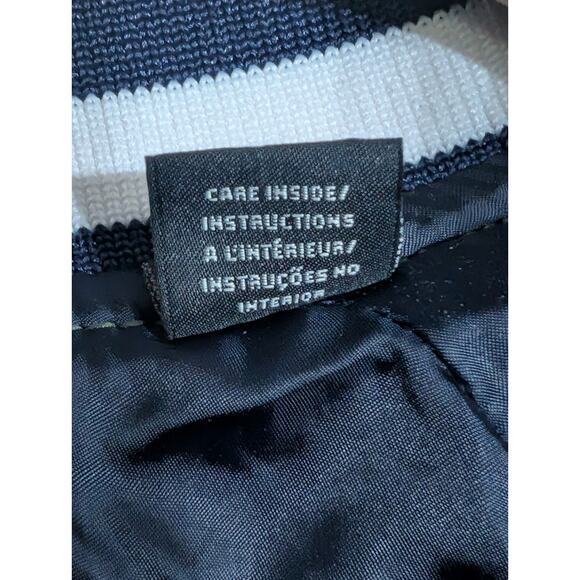 CARE INSIDE/
INSTRUCTIONS
À L'INTÉRIEUR/
INSTRUÇÕES NO
INTERIOR